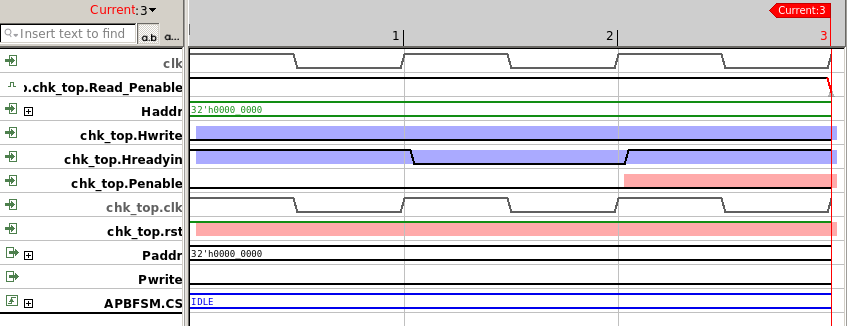 Current:3
Current:3
Insert text to find
a.b
a...
1
2
3
clk
ɔ.chk_top.Read_Penable
Haddr
32'h0000_0000
chk_top.Hwrite
chk_top.Hreadyin
chk_top.Penable
chk_top.clk
chk_top.rst
Paddr
32'h0000_0000
Pwrite
APBFSM.CS
IDLE